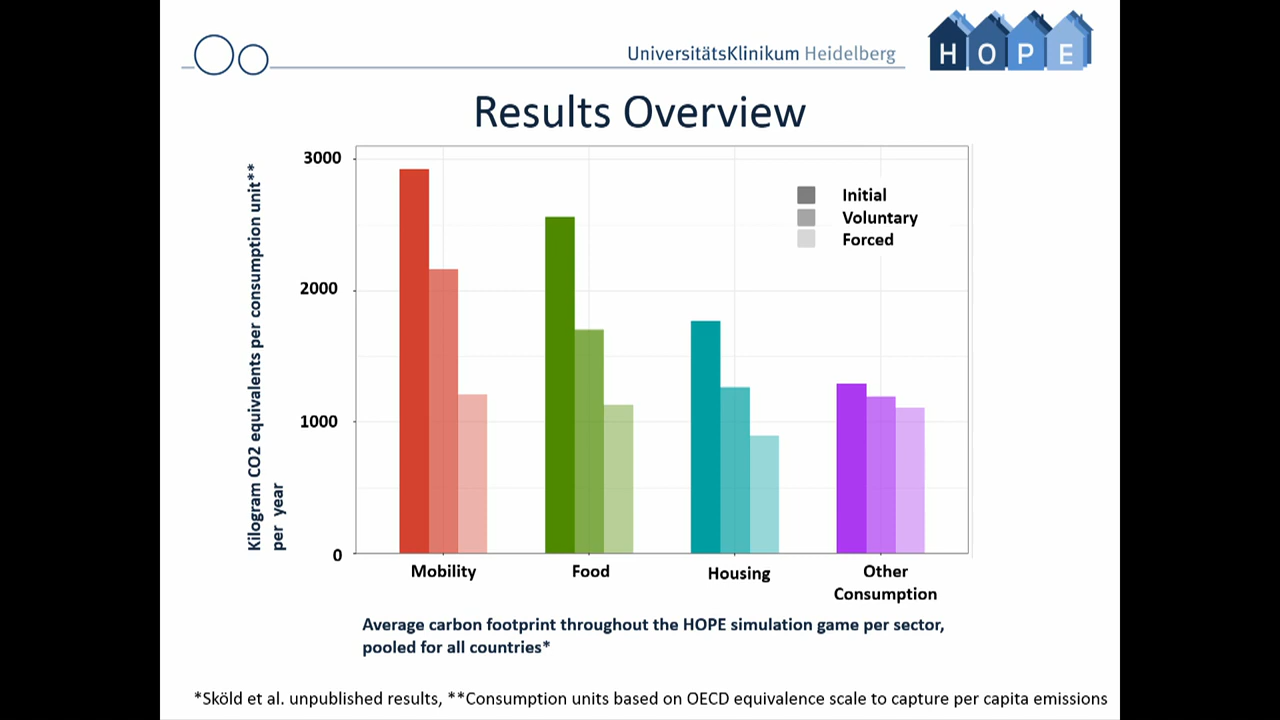 UniversitätsKlinikum Heidelberg
HOPE
Results Overview
Kilogram CO2 equivalents per consumption unit**
per year
3000
2000
1000
0
Initial
Voluntary
Forced
Mobility
Food
Housing
Other
Consumption
Average carbon footprint throughout the HOPE simulation game per sector,
pooled for all countries*
*Sköld et al. unpublished results, **Consumption units based on OECD equivalence scale to capture per capita emissions